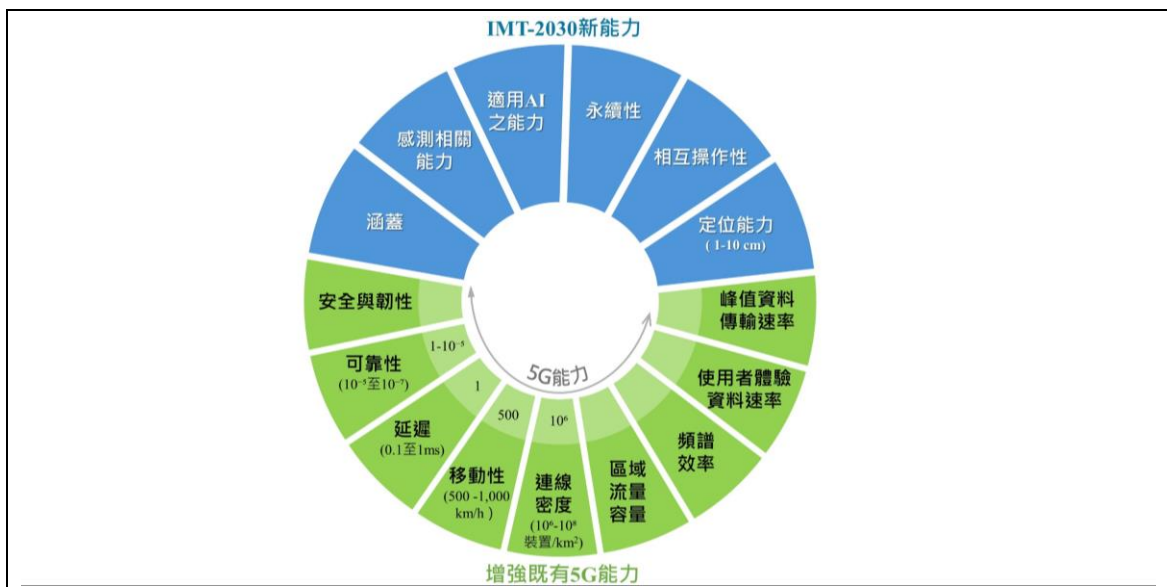 IMT-2030新能力
適用AI
之能力
永續性
感測相關
能力
相互操作性
涵蓋
定位能力
( 1-10 cm)
安全與韌性
峰值資料
傳輸速率
1-10⁻⁵
可靠性
(10⁻⁵至10⁻⁷)
5G能力
使用者體驗
資料速率
1
延遲
(0.1至1ms)
500
10⁶
頻譜
效率
移動性
(500 -1,000
km/h )
連線
密度
(10⁶-10⁸
裝置/km²)
區域
流量
容量
增強既有5G能力